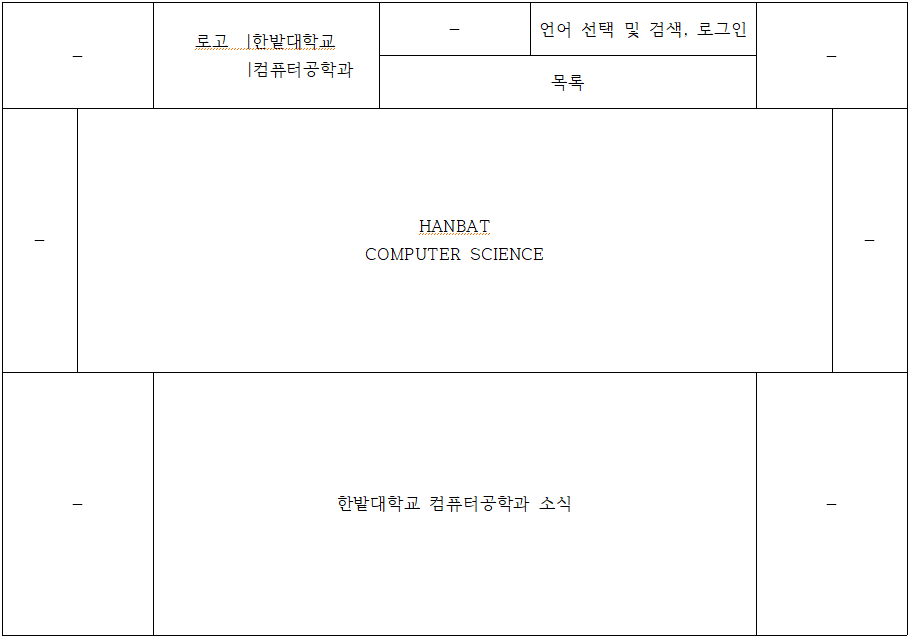 –
로고 |한밭대학교
|컴퓨터공학과
–
언어 선택 및 검색, 로그인
목록
–
–
HANBAT
COMPUTER SCIENCE
–
–
한밭대학교 컴퓨터공학과 소식
–